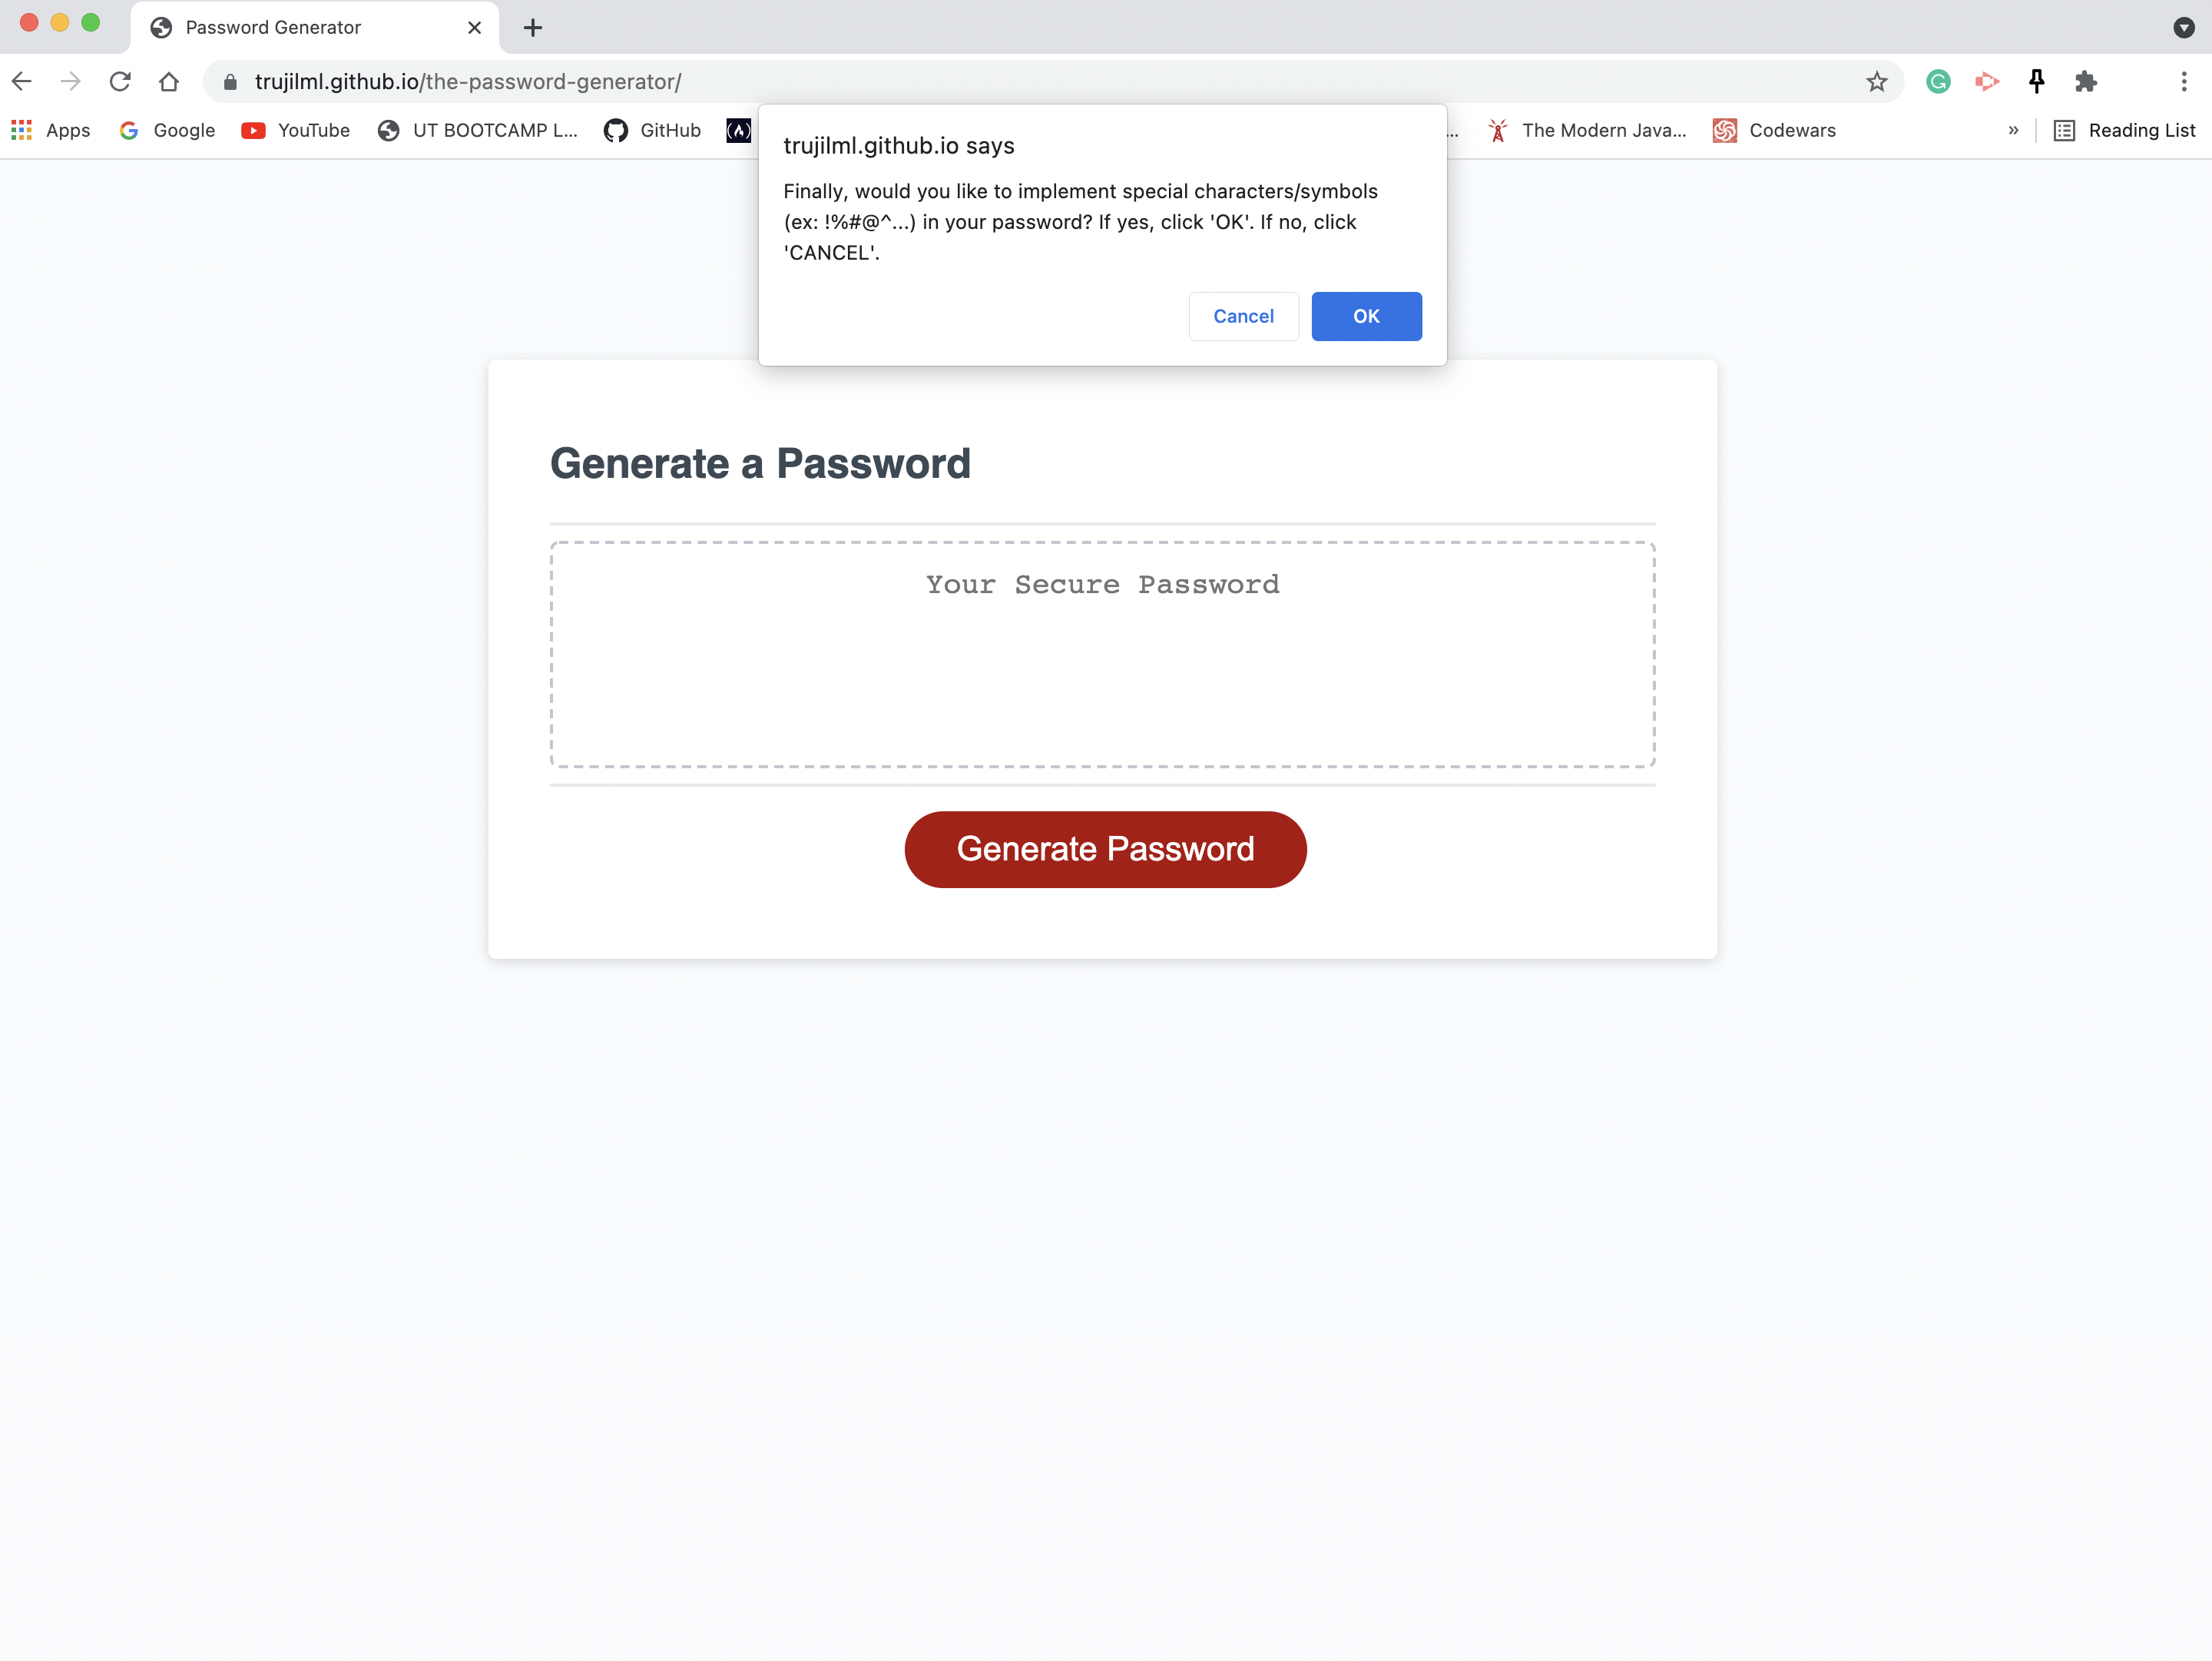 Password Generator
trujilml.github.io/the-password-generator/
Apps
Google
YouTube
UT BOOTCAMP L...
GitHub
...
The Modern Java...
Codewars
»
Reading List
trujilml.github.io says
Finally, would you like to implement special characters/symbols
(ex: !%#@^...) in your password? If yes, click 'OK'. If no, click
'CANCEL'.
Cancel
OK
Generate a Password
Your Secure Password
Generate Password